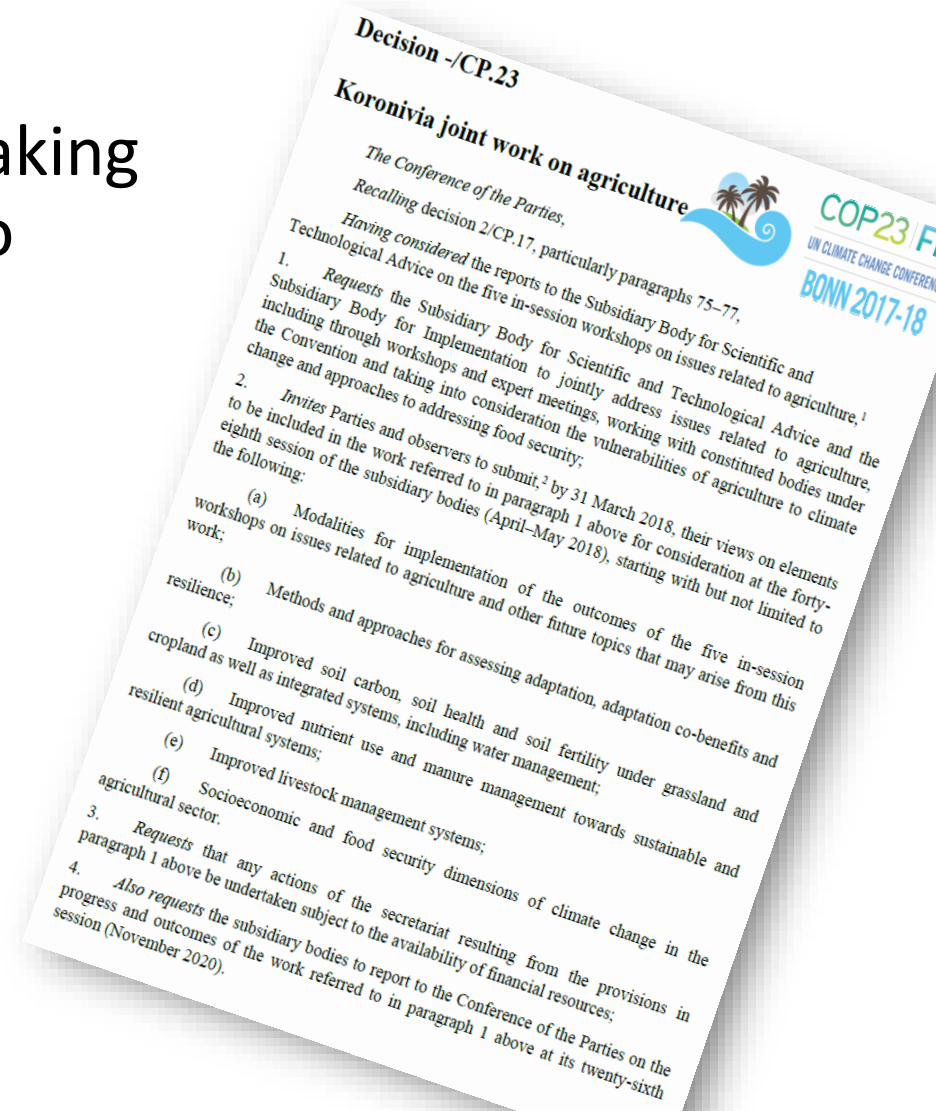 aking
Decision -/CP.23
Koronivia joint work on agriculture
COP23
UN CLIMATE CHANGE
BONN 2017-18
The Conference of the Parties,
Recalling decision 2/CP.17, particularly paragraphs 75–77,
Having considered the reports to the Subsidiary Body for Scientific and
Technological Advice on the five in-session workshops on issues related to agriculture,¹
1. Requests the Subsidiary Body for Scientific and Technological Advice and the
Subsidiary Body for Implementation to jointly address issues related to agriculture,
including through workshops and expert meetings, working with constituted bodies under
the Convention and taking into consideration the vulnerabilities of agriculture to climate
change and approaches to addressing food security;
2. Invites Parties and observers to submit,² by 31 March 2018, their views on elements
to be included in the work referred to in paragraph 1 above for consideration at the forty-
eighth session of the subsidiary bodies (April–May 2018), starting with but not limited to
the following:
(a) Modalities for implementation of the outcomes of the five in-session
workshops on issues related to agriculture and other future topics that may arise from this
work;
(b) Methods and approaches for assessing adaptation, adaptation co-benefits and
resilience;
(c) Improved soil carbon, soil health and soil fertility under grassland and
cropland as well as integrated systems, including water management;
(d) Improved nutrient use and manure management towards sustainable and
resilient agricultural systems;
(e) Improved livestock management systems;
(f) Socioeconomic and food security dimensions of climate change in the
agricultural sector.
3. Requests that any actions of the secretariat resulting from the provisions in
paragraph 1 above be undertaken subject to the availability of financial resources;
4. Also requests the subsidiary bodies to report to the Conference of the Parties on the
progress and outcomes of the work referred to in paragraph 1 above at its twenty-sixth
session (November 2020).